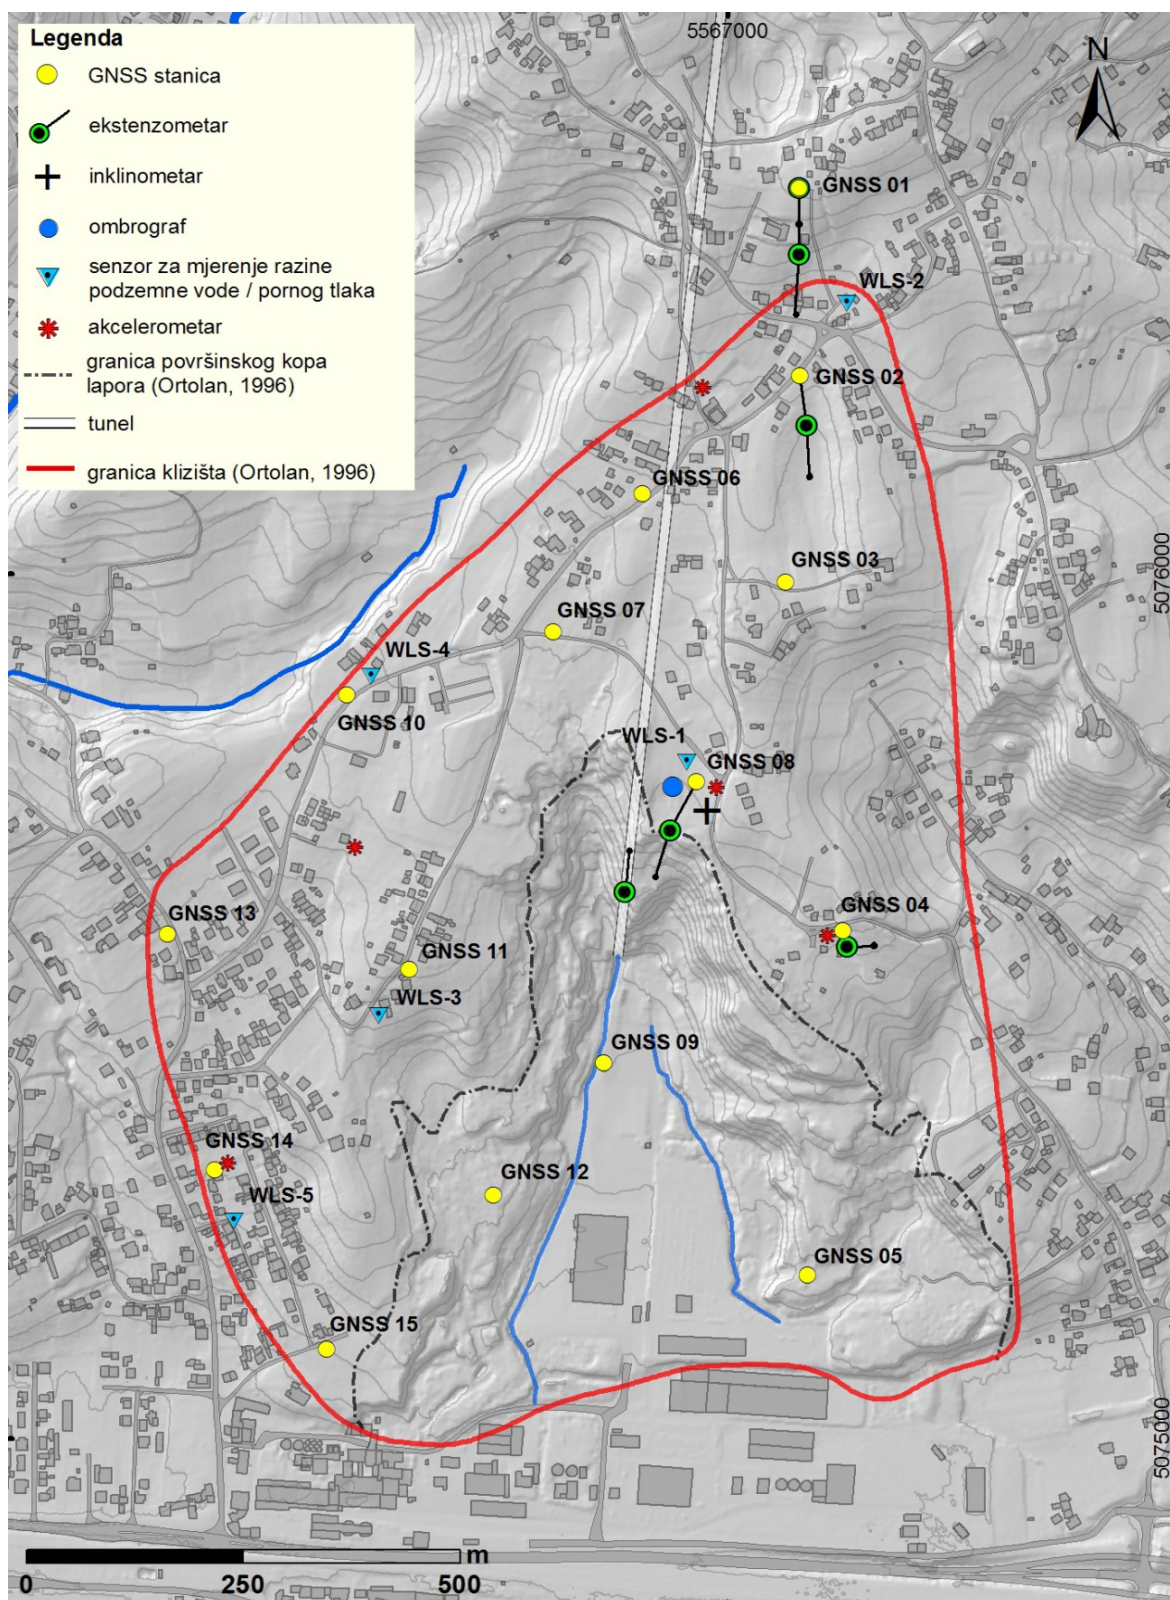 Legenda
GNSS stanica
ekstenzometar
inklinometar
ombrograf
senzor za mjerenje razine
podzemne vode / pornog tlaka
akcelerometar
granica površinskog kopa
lapora (Ortolan, 1996)
tunel
granica klizišta (Ortolan, 1996)
5567000
N
GNSS 01
WLS-2
GNSS 02
GNSS 06
GNSS 03
5076000
GNSS 07
WLS-4
GNSS 10
WLS-1
GNSS 08
GNSS 13
GNSS 04
GNSS 11
WLS-3
GNSS 09
GNSS 14
WLS-5
GNSS 12
GNSS 05
GNSS 15
5075000
m
0 250 500